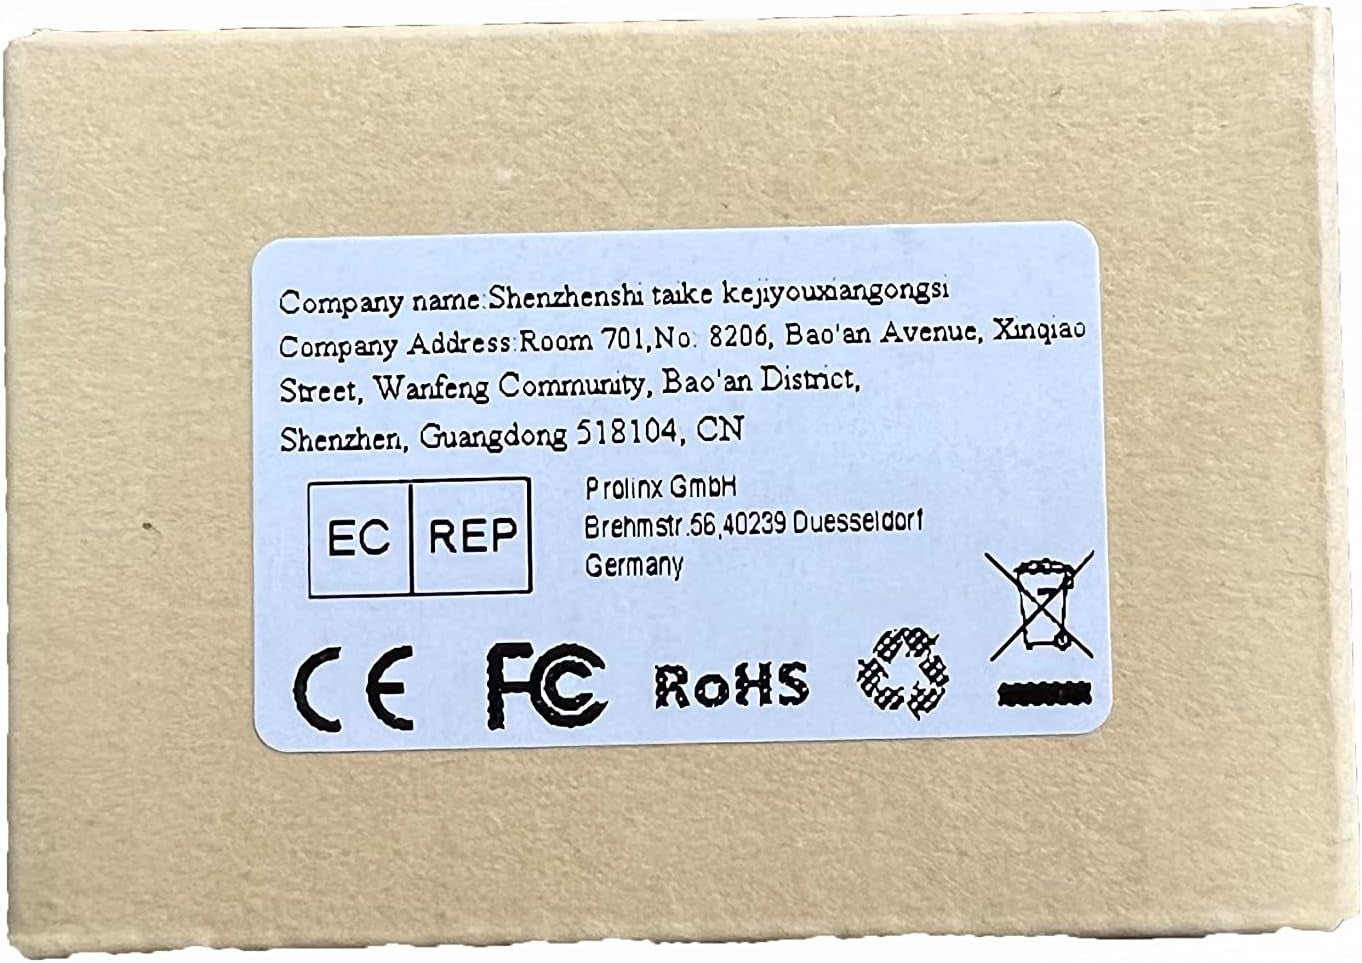 Company name:Shenzhenshi taike kejiyouxiangongsi
Company Address:Room 701,No. 8206, Bao'an Avenue, Xinqiao
Street, Wanfeng Community, Bao'an District,
Shenzhen, Guangdong 518104, CN
EC REP
Prolinx GmbH
Brehmstr.56,40239 Duesseldorf
Germany
CE FC RoHS